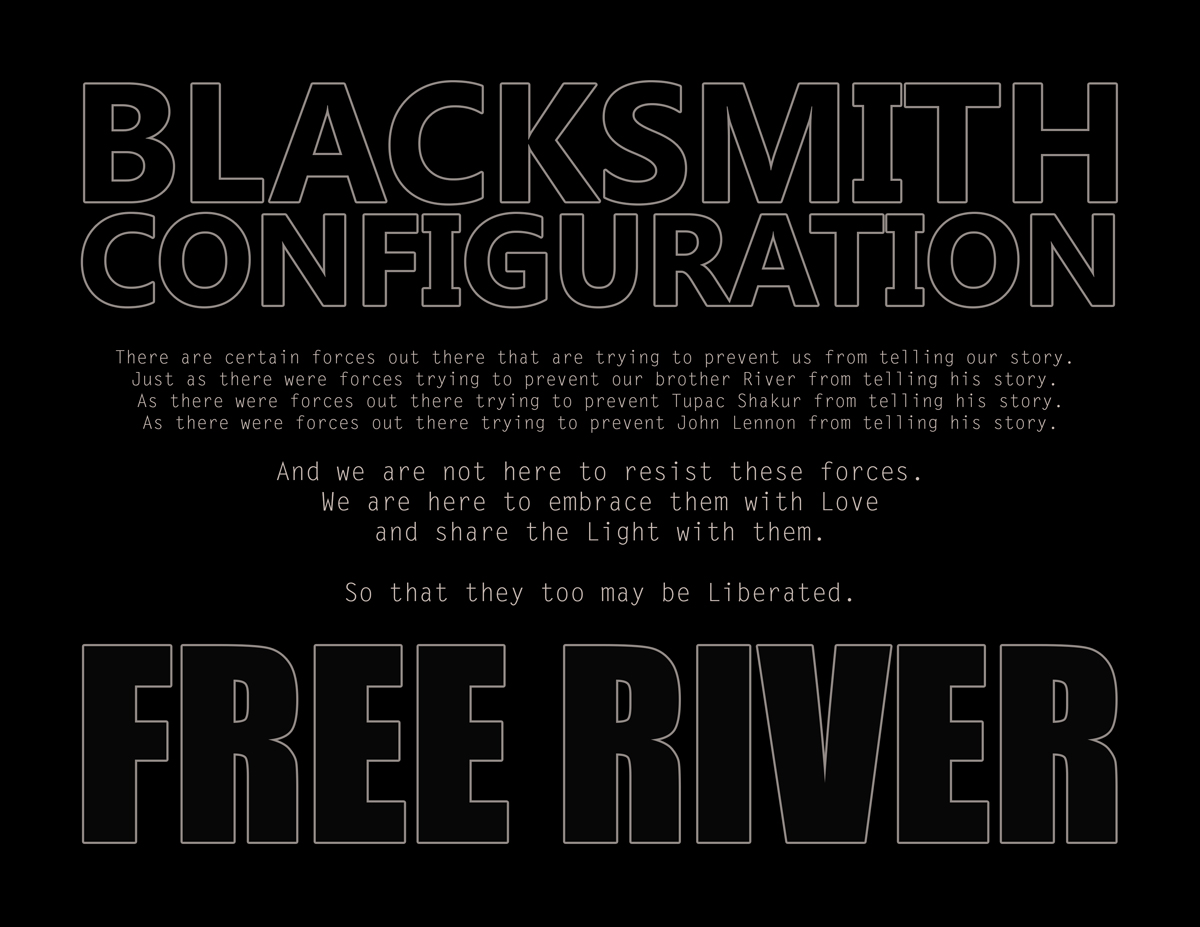 BLACKSMITH
CONFIGURATION
There are certain forces out there that are trying to prevent us from telling our story.
Just as there were forces trying to prevent our brother River from telling his story.
As there were forces out there trying to prevent Tupac Shakur from telling his story.
As there were forces out there trying to prevent John Lennon from telling his story.
And we are not here to resist these forces.
We are here to embrace them with Love
and share the Light with them.
So that they too may be Liberated.
FREE RIVER